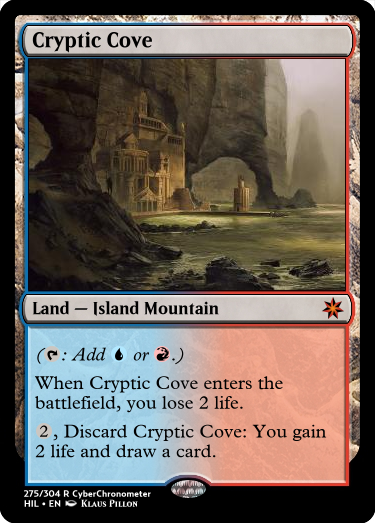 Cryptic Cove
Land — Island Mountain
(: Add or .)
When Cryptic Cove enters the
battlefield, you lose 2 life.
2, Discard Cryptic Cove: You gain
2 life and draw a card.
275/304 R CyberChronometer
HIL • EN Klaus Pillon